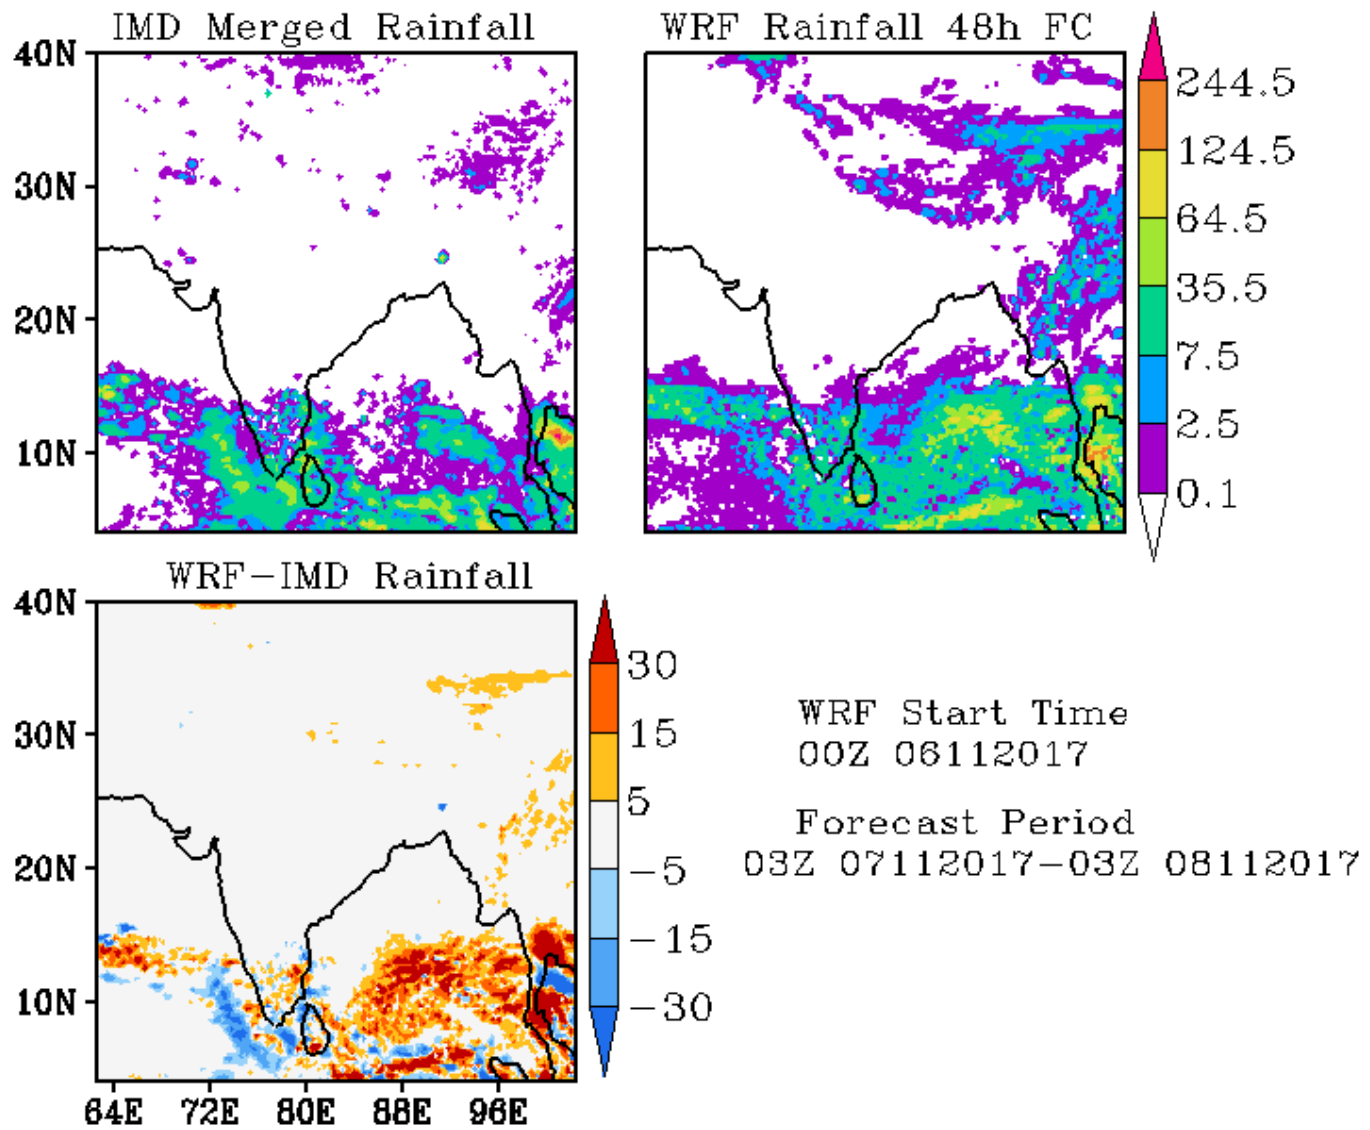 IMD Merged Rainfall
WRF Rainfall 48h FC
40N
30N
20N
10N
244.5
124.5
64.5
35.5
7.5
2.5
0.1
WRF-IMD Rainfall
40N
30N
20N
10N
64E 72E 80E 88E 96E
30
15
5
-5
-15
-30
WRF Start Time
00Z 06112017
Forecast Period
03Z 07112017-03Z 08112017